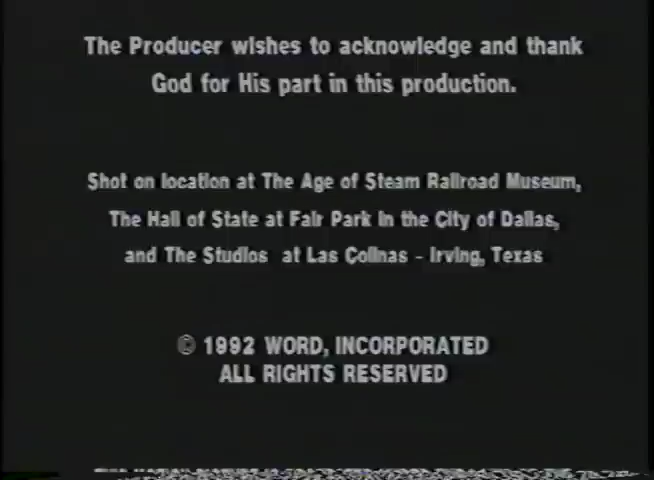 The Producer wishes to acknowledge and thank
God for His part in this production.
Shot on location at The Age of Steam Railroad Museum,
The Hall of State at Fair Park in the City of Dallas,
and The Studios at Las Colinas - Irving, Texas
© 1992 WORD, INCORPORATED
ALL RIGHTS RESERVED